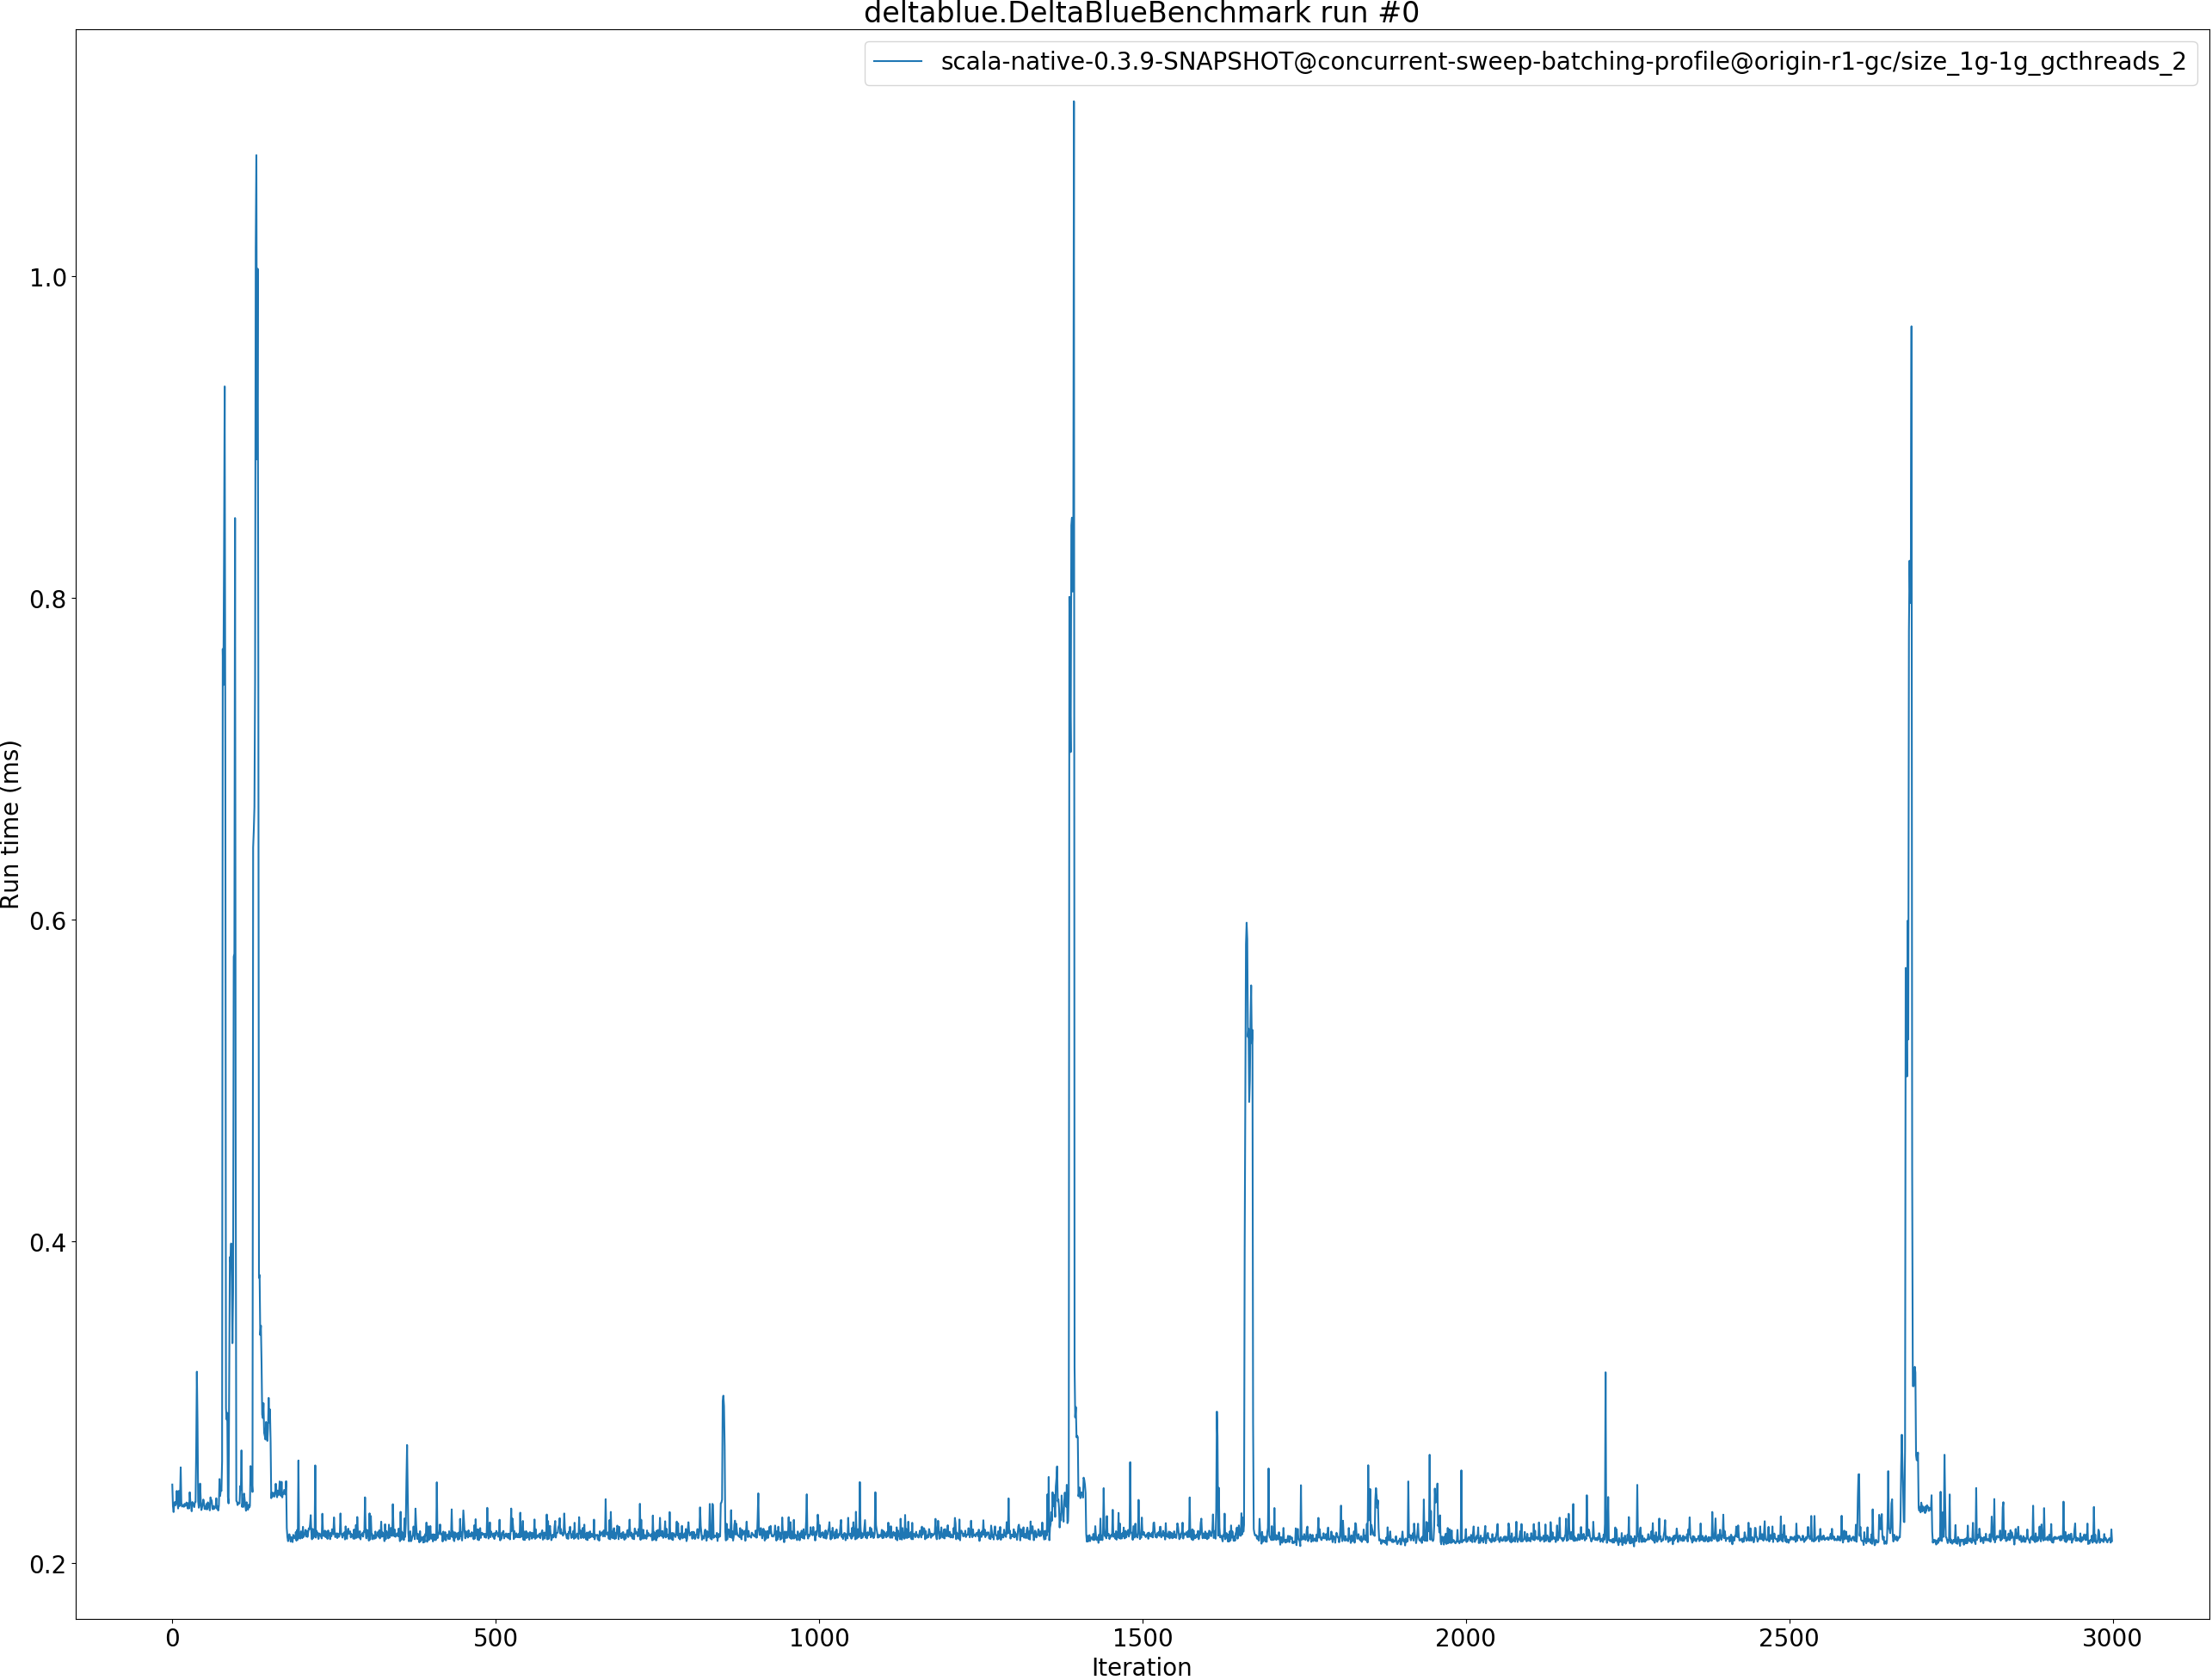 deltablue.DeltaBlueBenchmark run #0
scala-native-0.3.9-SNAPSHOT@concurrent-sweep-batching-profile@origin-r1-gc/size_1g-1g_gcthreads_2
Run time (ms)
1.0
0.8
0.6
0.4
0.2
0 500 1000 1500 2000 2500 3000
Iteration